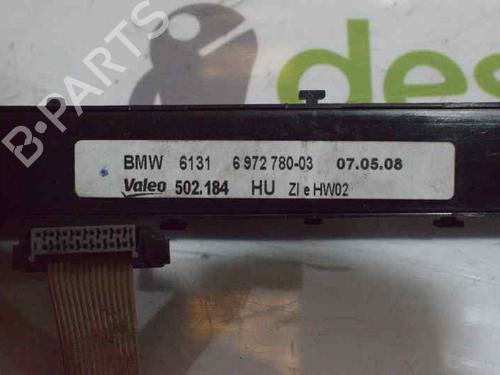 B-PARTS
des
BMW 6131 6 972 780-03 07.05.08
Valeo 502.184 HU ZI e HW02